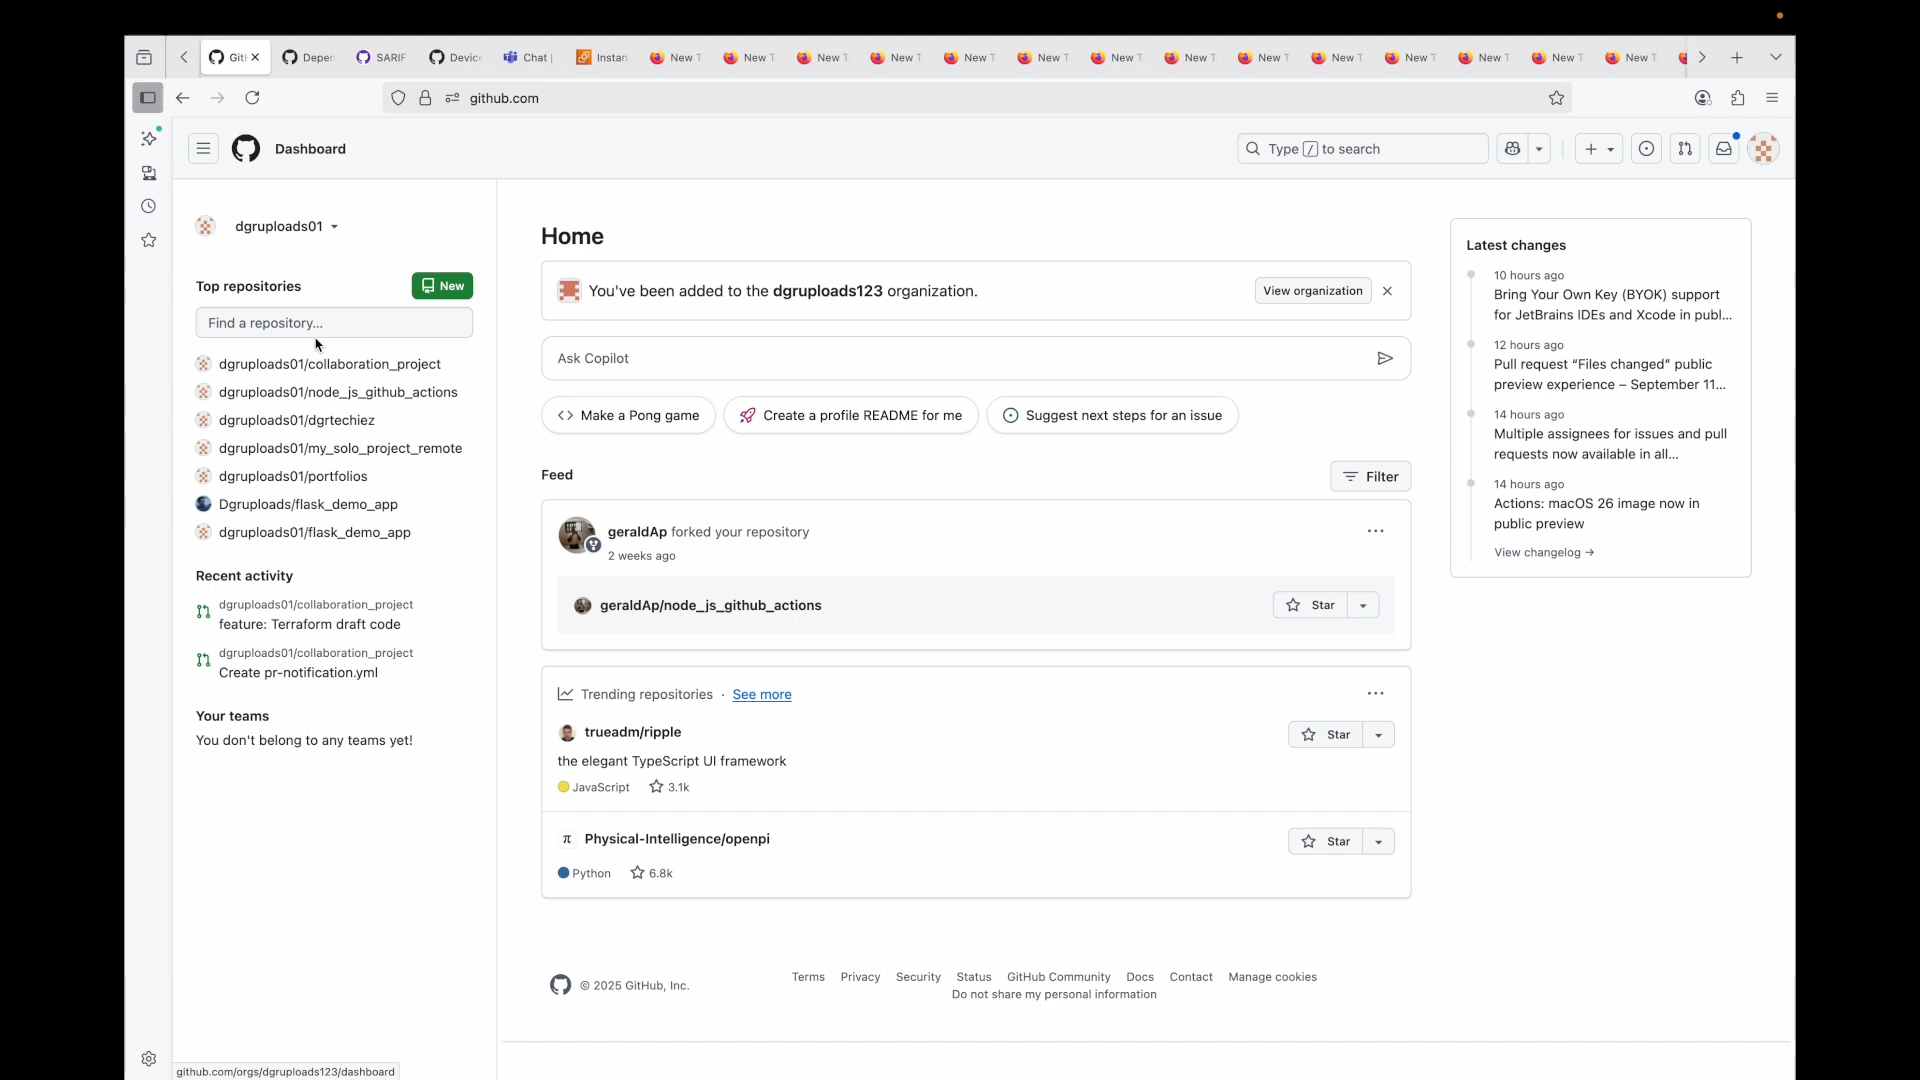 Git
Depen
SARIF
Device
Chat |
Instan
New T
New T
New T
New T
New T
New T
New T
New T
New T
New T
New T
New T
New T
New T
github.com
Dashboard
Type / to search
dgruploads01
Top repositories
New
Find a repository...
dgruploads01/collaboration_project
dgruploads01/node_js_github_actions
dgruploads01/dgrtechiez
dgruploads01/my_solo_project_remote
dgruploads01/portfolios
Dgruploads/flask_demo_app
dgruploads01/flask_demo_app
Recent activity
dgruploads01/collaboration_project
feature: Terraform draft code
dgruploads01/collaboration_project
Create pr-notification.yml
Your teams
You don't belong to any teams yet!
Home
You've been added to the dgruploads123 organization.
View organization
Ask Copilot
Make a Pong game
Create a profile README for me
Suggest next steps for an issue
Feed
Filter
geraldAp forked your repository
2 weeks ago
geraldAp/node_js_github_actions
Star
Trending repositories · See more
trueadm/ripple
Star
the elegant TypeScript UI framework
JavaScript
3.1k
π
Physical-Intelligence/openpi
Star
Python
6.8k
Latest changes
10 hours ago
Bring Your Own Key (BYOK) support
for JetBrains IDEs and Xcode in publ...
12 hours ago
Pull request “Files changed” public
preview experience – September 11...
14 hours ago
Multiple assignees for issues and pull
requests now available in all...
14 hours ago
Actions: macOS 26 image now in
public preview
View changelog →
© 2025 GitHub, Inc.
Terms
Privacy
Security
Status
GitHub Community
Docs
Contact
Manage cookies
Do not share my personal information
github.com/orgs/dgruploads123/dashboard